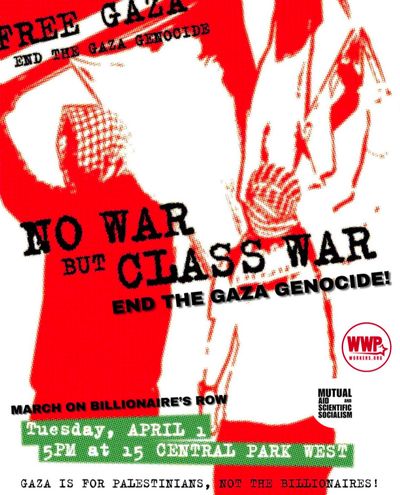 FREE GAZA
END THE GAZA GENOCIDE
NO WAR
BUT CLASS WAR
END THE GAZA GENOCIDE!
WWP
WORKERS.ORG
MUTUAL
AID AND
SCIENTIFIC
SOCIALISM
MARCH ON BILLIONAIRE'S ROW
Tuesday, APRIL 1
5PM at 15 CENTRAL PARK WEST
GAZA IS FOR PALESTINIANS, NOT THE BILLIONAIRES!